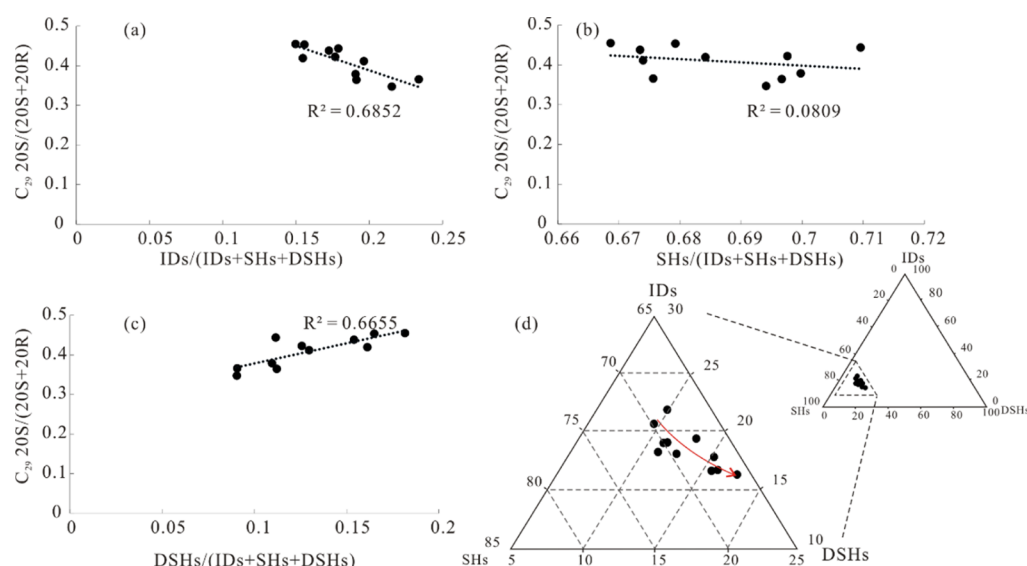 (a)
C₂₉ 20S/(20S+20R)
0.5
0.4
0.3
0.2
0.1
0
R² = 0.6852
0 0.05 0.1 0.15 0.2 0.25
IDs/(IDs+SHs+DSHs)
(b)
C₂₉ 20S/(20S+20R)
0.5
0.4
0.3
0.2
0.1
0
R² = 0.0809
0.66 0.67 0.68 0.69 0.7 0.71 0.72
SHs/(IDs+SHs+DSHs)
(c)
C₂₉ 20S/(20S+20R)
0.5
0.4
0.3
0.2
0.1
0
R² = 0.6655
0 0.05 0.1 0.15 0.2
DSHs/(IDs+SHs+DSHs)
(d)
IDs
65 30
70 25
75 20
80 15
85 10
SHs 5 10 15 20 25 DSHs
IDs
0 100
20 80
40 60
60 40
80 20
100 0
SHs 0 20 40 60 80 100 DSHs